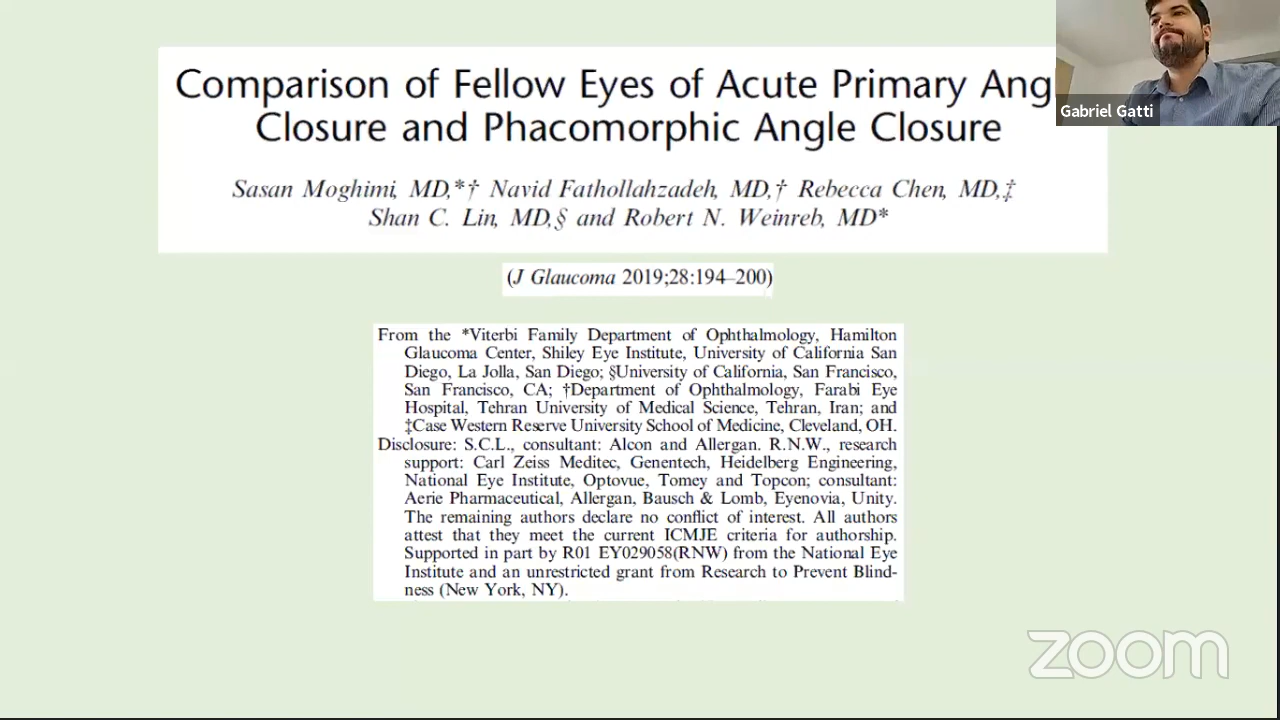 Comparison of Fellow Eyes of Acute Primary Ang
Closure and Phacomorphic Angle Closure
Sasan Moghimi, MD,*† Navid Fathollahzadeh, MD,† Rebecca Chen, MD,‡
Shan C. Lin, MD,§ and Robert N. Weinreb, MD*
(J Glaucoma 2019;28:194–200)
From the *Viterbi Family Department of Ophthalmology, Hamilton
Glaucoma Center, Shiley Eye Institute, University of California San
Diego, La Jolla, San Diego; §University of California, San Francisco,
San Francisco, CA; †Department of Ophthalmology, Farabi Eye
Hospital, Tehran University of Medical Science, Tehran, Iran; and
‡Case Western Reserve University School of Medicine, Cleveland, OH.
Disclosure: S.C.L., consultant: Alcon and Allergan. R.N.W., research
support: Carl Zeiss Meditec, Genentech, Heidelberg Engineering,
National Eye Institute, Optovue, Tomey and Topcon; consultant:
Aerie Pharmaceutical, Allergan, Bausch & Lomb, Eyenovia, Unity.
The remaining authors declare no conflict of interest. All authors
attest that they meet the current ICMJE criteria for authorship.
Supported in part by R01 EY029058(RNW) from the National Eye
Institute and an unrestricted grant from Research to Prevent Blind-
ness (New York, NY).
Gabriel Gatti
zoom